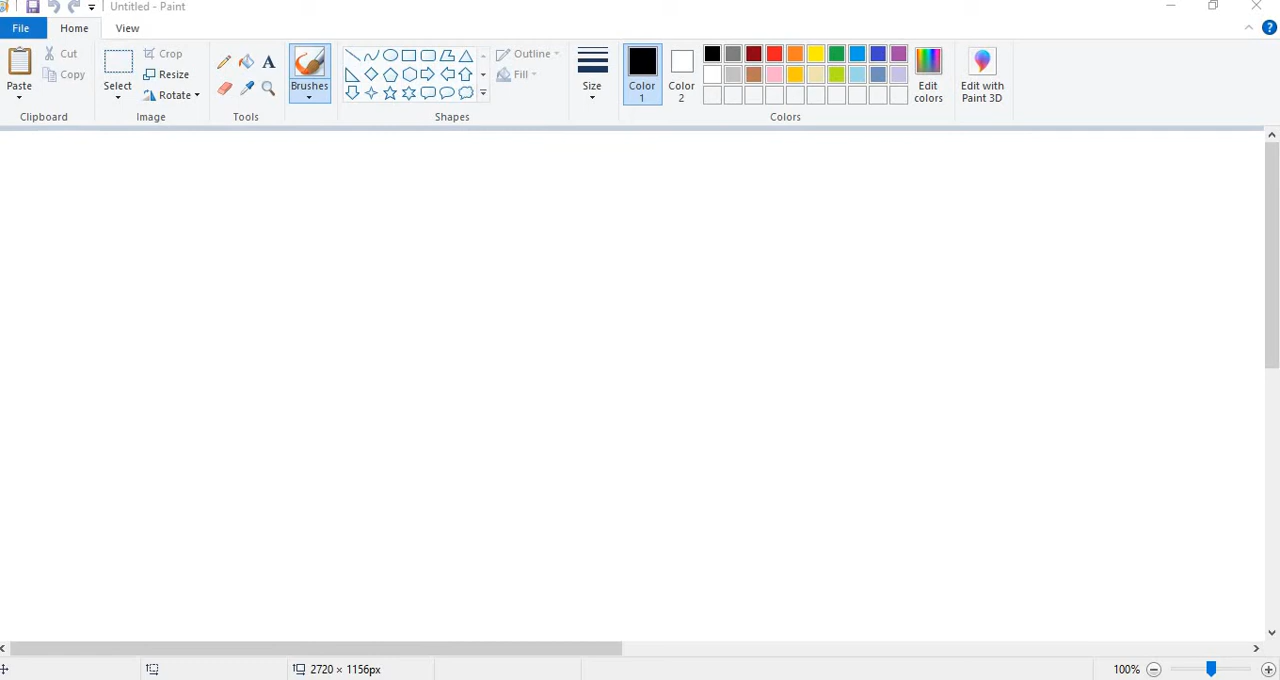 Untitled - Paint
File Home View
Paste
Cut
Copy
Clipboard
Select
Crop
Resize
Rotate
Image
A
Tools
Brushes
Shapes
Outline
Fill
Size
Color
1
Color
2
Colors
Edit
colors
Edit with
Paint 3D
2720 × 1156px
100%